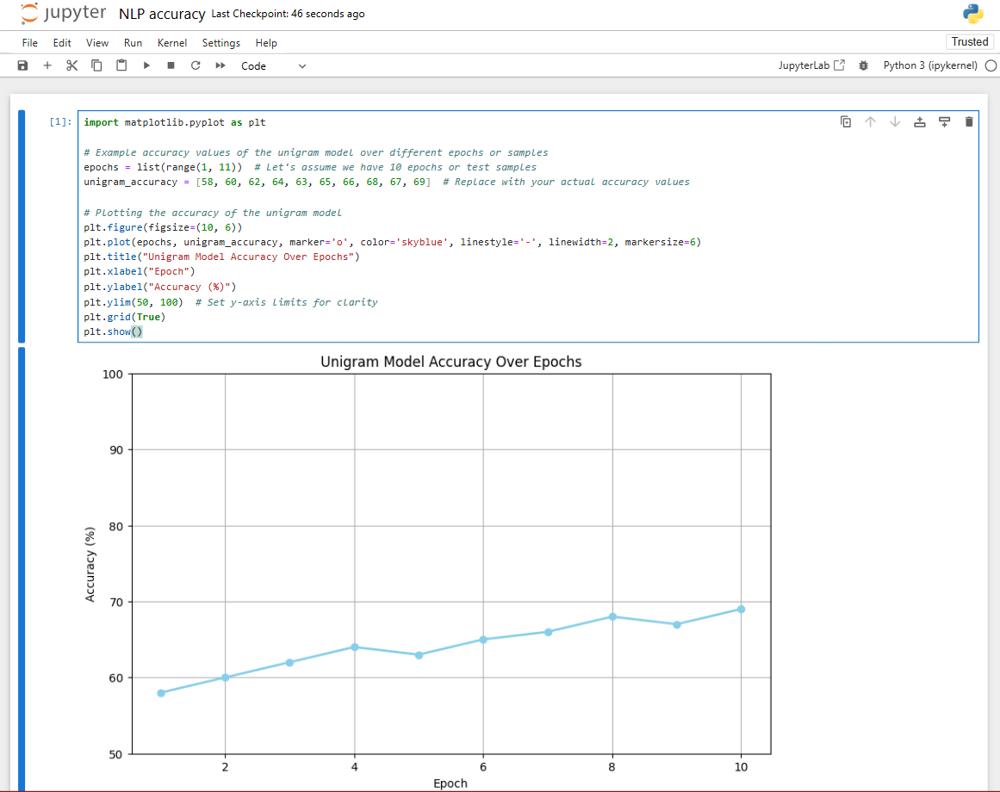 jupyter NLP accuracy Last Checkpoint: 46 seconds ago
File Edit View Run Kernel Settings Help
Trusted
Code
JupyterLab
Python 3 (ipykernel)
[1]:
import matplotlib.pyplot as plt
# Example accuracy values of the unigram model over different epochs or samples
epochs = list(range(1, 11))  # Let's assume we have 10 epochs or test samples
unigram_accuracy = [58, 60, 62, 64, 63, 65, 66, 68, 67, 69]  # Replace with your actual accuracy values
# Plotting the accuracy of the unigram model
plt.figure(figsize=(10, 6))
plt.plot(epochs, unigram_accuracy, marker='o', color='skyblue', linestyle='-', linewidth=2, markersize=6)
plt.title("Unigram Model Accuracy Over Epochs")
plt.xlabel("Epoch")
plt.ylabel("Accuracy (%)")
plt.ylim(50, 100)  # Set y-axis limits for clarity
plt.grid(True)
plt.show()
Unigram Model Accuracy Over Epochs
100
90
80
70
60
50
Accuracy (%)
2 4 6 8 10
Epoch